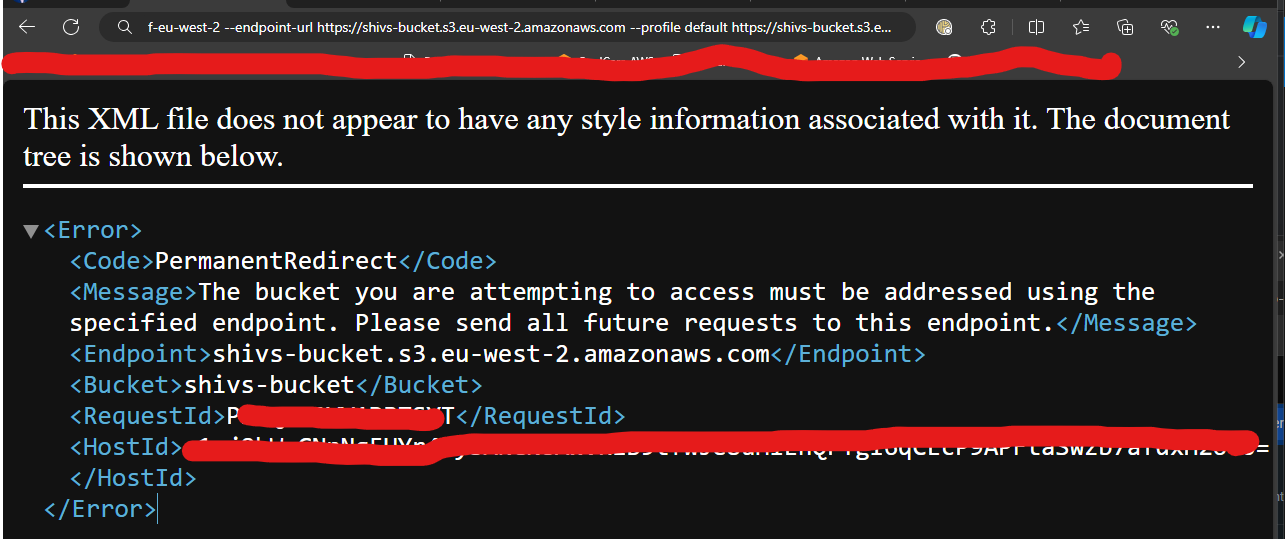 f-eu-west-2 --endpoint-url https://shivs-bucket.s3.eu-west-2.amazonaws.com --profile default https://shivs-bucket.s3.e...
This XML file does not appear to have any style information associated with it. The document
tree is shown below.
<Error>
<Code>PermanentRedirect</Code>
<Message>The bucket you are attempting to access must be addressed using the
specified endpoint. Please send all future requests to this endpoint.</Message>
<Endpoint>shivs-bucket.s3.eu-west-2.amazonaws.com</Endpoint>
<Bucket>shivs-bucket</Bucket>
<RequestId>P T</RequestId>
<HostId>
</HostId>
</Error>